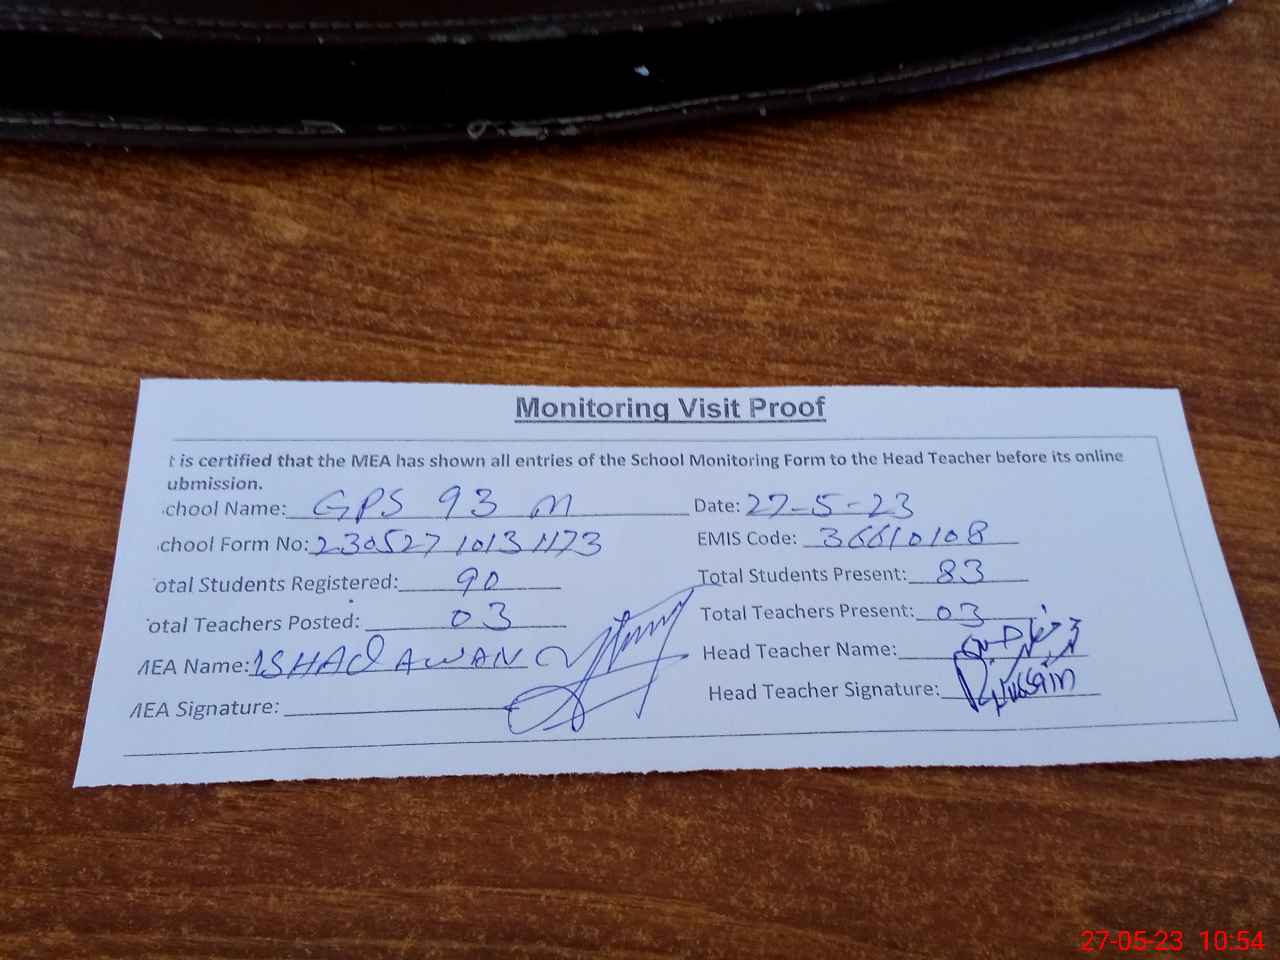 Monitoring Visit Proof
t is certified that the MEA has shown all entries of the School Monitoring Form to the Head Teacher before its online
ubmission.
chool Name: GPS 93 M Date: 27-5-23
chool Form No: 230527 1013 1173 EMIS Code: 36610108
otal Students Registered: 90 Total Students Present: 83
otal Teachers Posted: 03 Total Teachers Present: 03
MEA Name: ISHAQ AWAN Head Teacher Name:
MEA Signature: Head Teacher Signature:
27-05-23 10:54